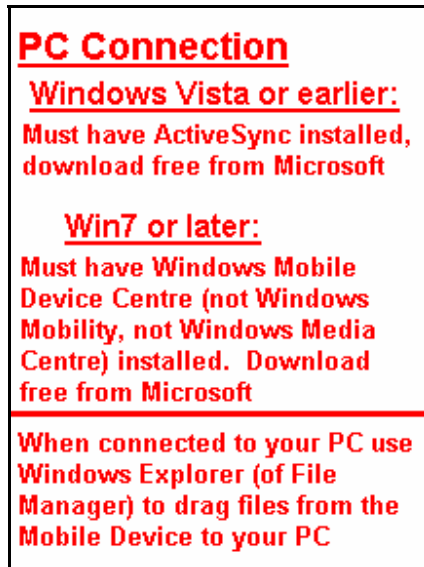 PC Connection
Windows Vista or earlier:
Must have ActiveSync installed,
download free from Microsoft
Win7 or later:
Must have Windows Mobile
Device Centre (not Windows
Mobility, not Windows Media
Centre) installed. Download
free from Microsoft
When connected to your PC use
Windows Explorer (of File
Manager) to drag files from the
Mobile Device to your PC